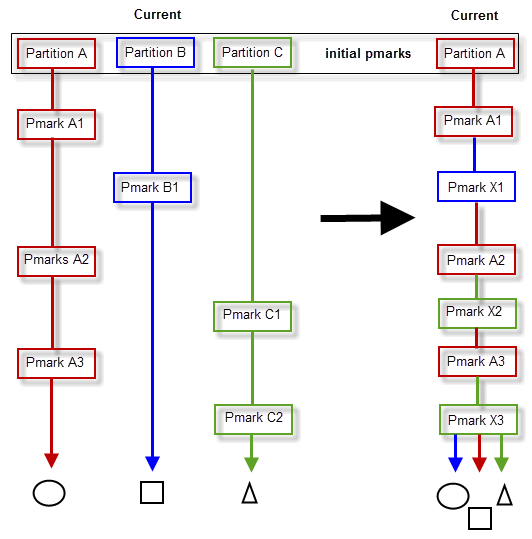 Current
Current
Partition A
Partition B
Partition C
initial pmarks
Partition A
Pmark A1
Pmark A1
Pmark B1
Pmark X1
Pmarks A2
Pmark A2
Pmark C1
Pmark X2
Pmark A3
Pmark A3
Pmark C2
Pmark X3